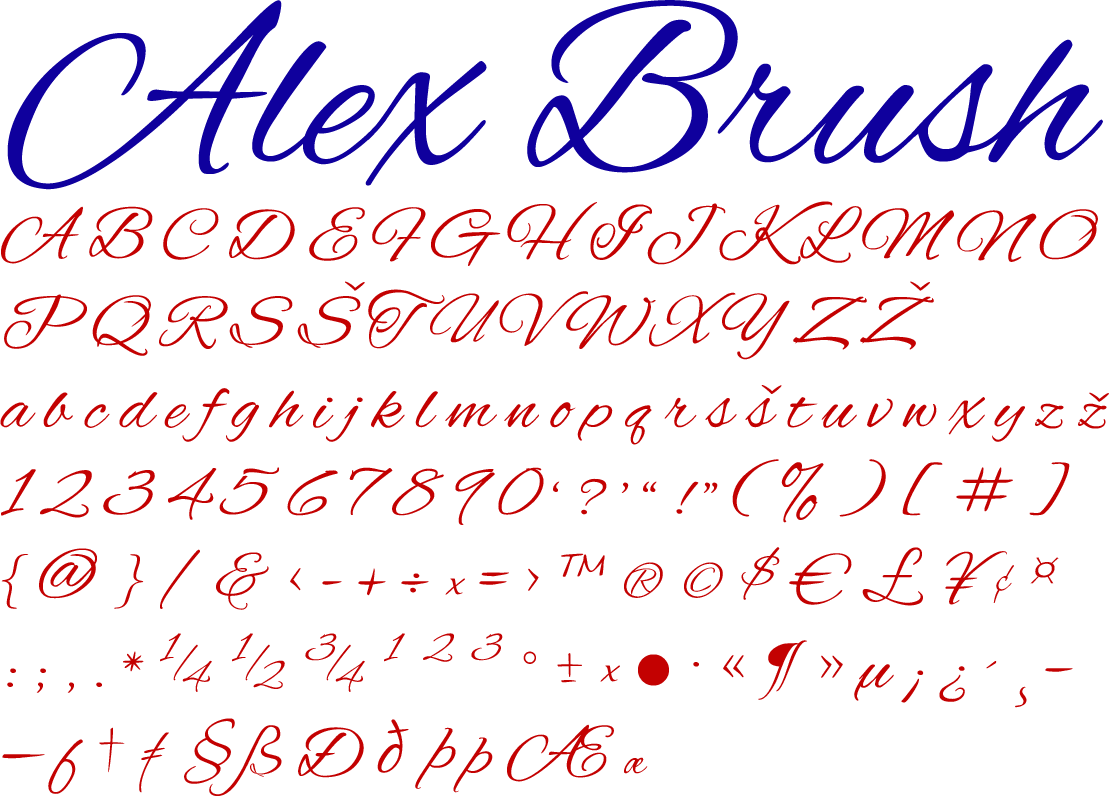 Alex Brush
A B C D E F G H I J K L M N O
P Q R S Š T U V W X Y Z Ž
a b c d e f g h i j k l m n o p q r s š t u v w x y z ž
1 2 3 4 5 6 7 8 9 0 ‘ ? ’ “ ! ” ( % ) [ # ]
{ @ } / & ‹ - + ÷ × = › ™ ® © $ € £ ¥ ¢ ¤
: ; , . * ¼ ½ ¾ ¹ ² ³ ° ± × • · « ¶ » µ ¡ ¿ ´ ¸ –
— ƒ † ‡ § ß Đ ð þ þ Æ æ